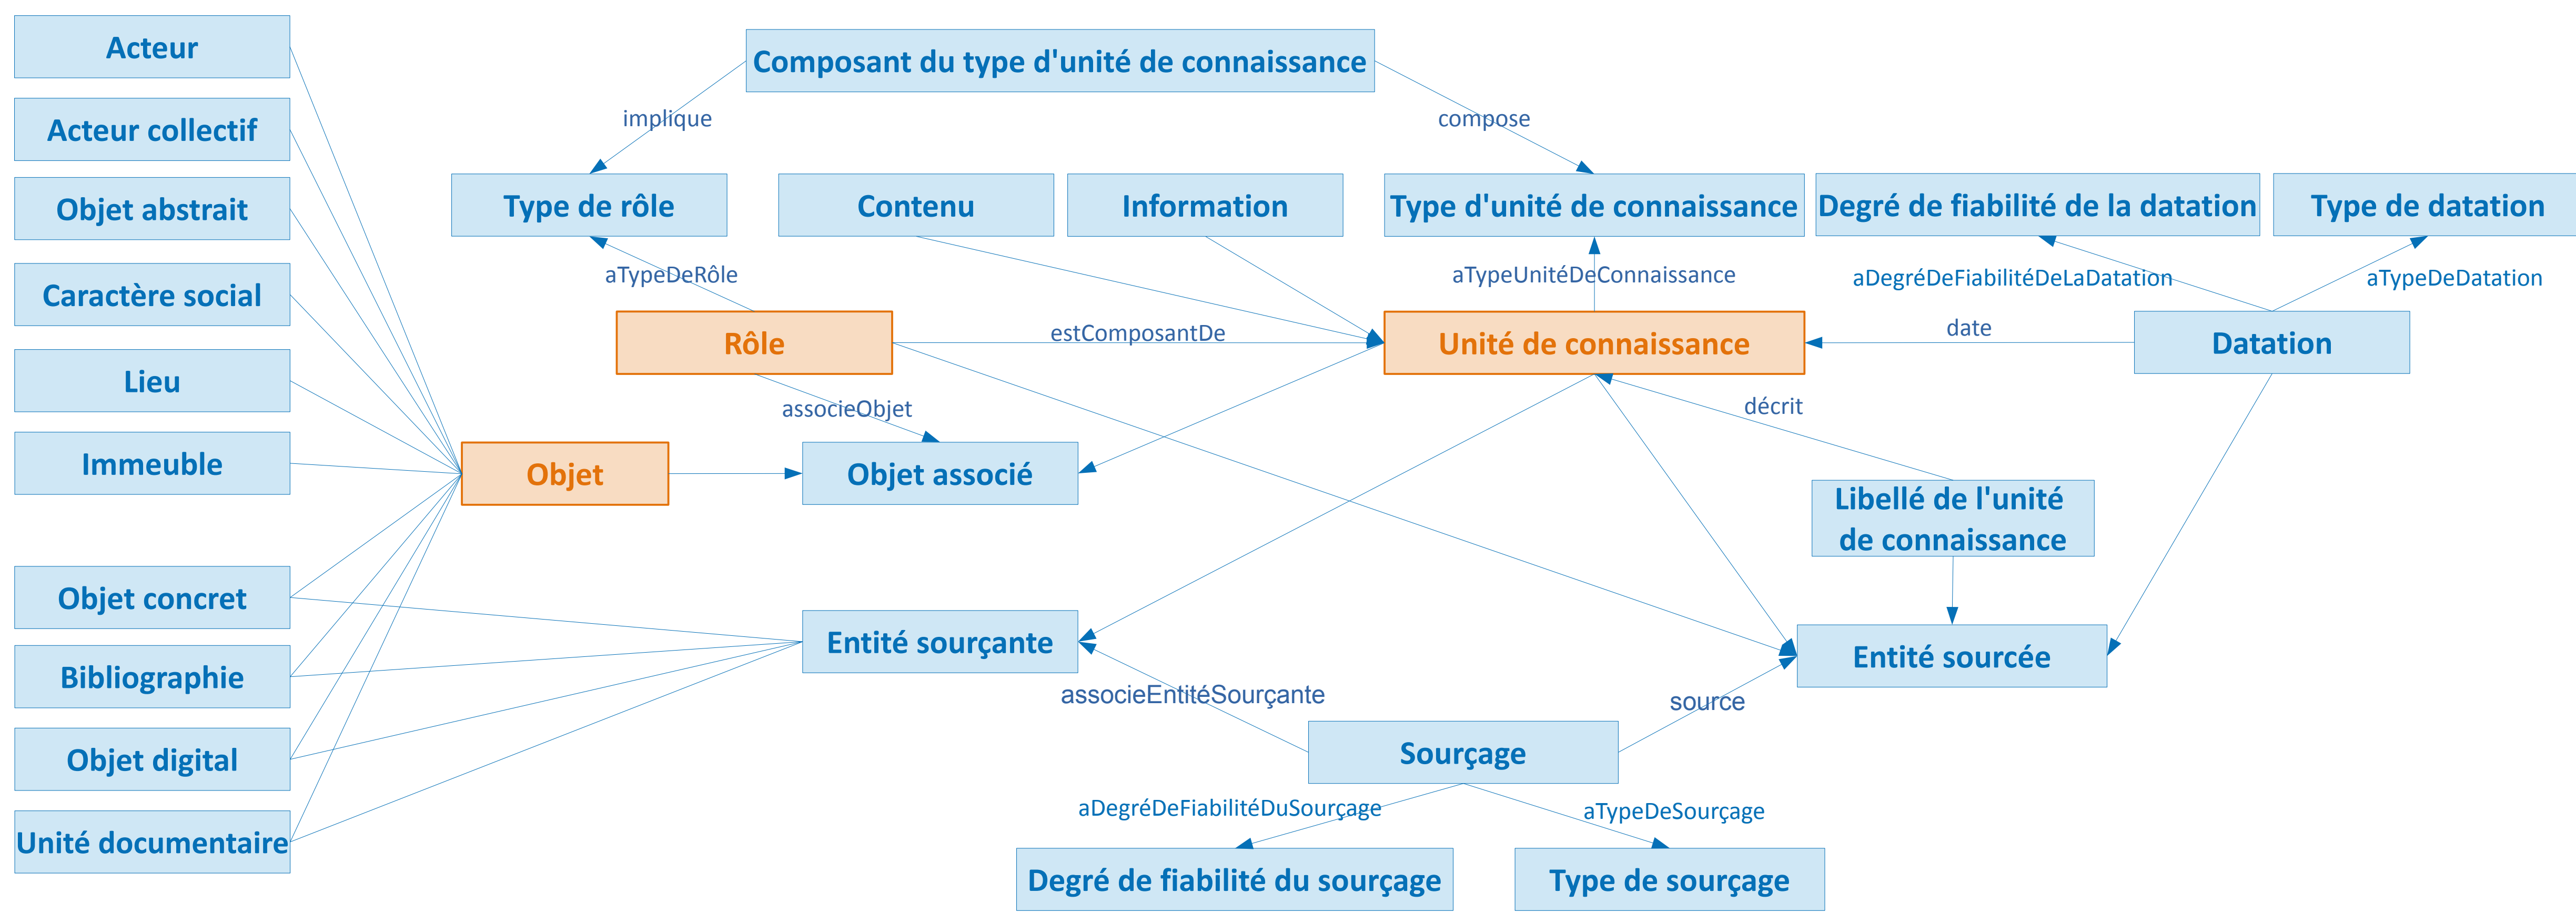 Acteur
Composant du type d'unité de connaissance
Acteur collectif
implique
compose
Objet abstrait
Type de rôle
Contenu
Information
Type d'unité de connaissance
Degré de fiabilité de la datation
Type de datation
aTypeDeRôle
aTypeUnitéDeConnaissance
aDegréDeFiabilitéDeLaDatation
aTypeDeDatation
Caractère social
Rôle
estComposantDe
Unité de connaissance
date
Datation
Lieu
associeObjet
décrit
Immeuble
Objet
Objet associé
Libellé de l'unité
de connaissance
Objet concret
Entité sourçante
Entité sourcée
Bibliographie
associeEntitéSourçante
source
Objet digital
Sourçage
aDegréDeFiabilitéDuSourçage
aTypeDeSourçage
Unité documentaire
Degré de fiabilité du sourçage
Type de sourçage